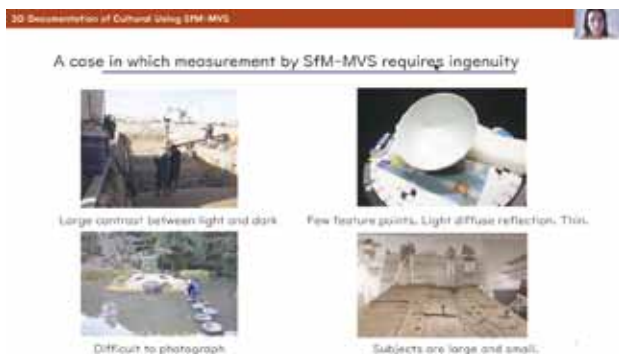 3D Documentation of Cultural Using SfM-MVS
A case in which measurement by SfM-MVS requires ingenuity
Large contrast between light and dark
Few feature points. Light diffuse reflection. Thin.
Difficult to photograph
Subjects are large and small.